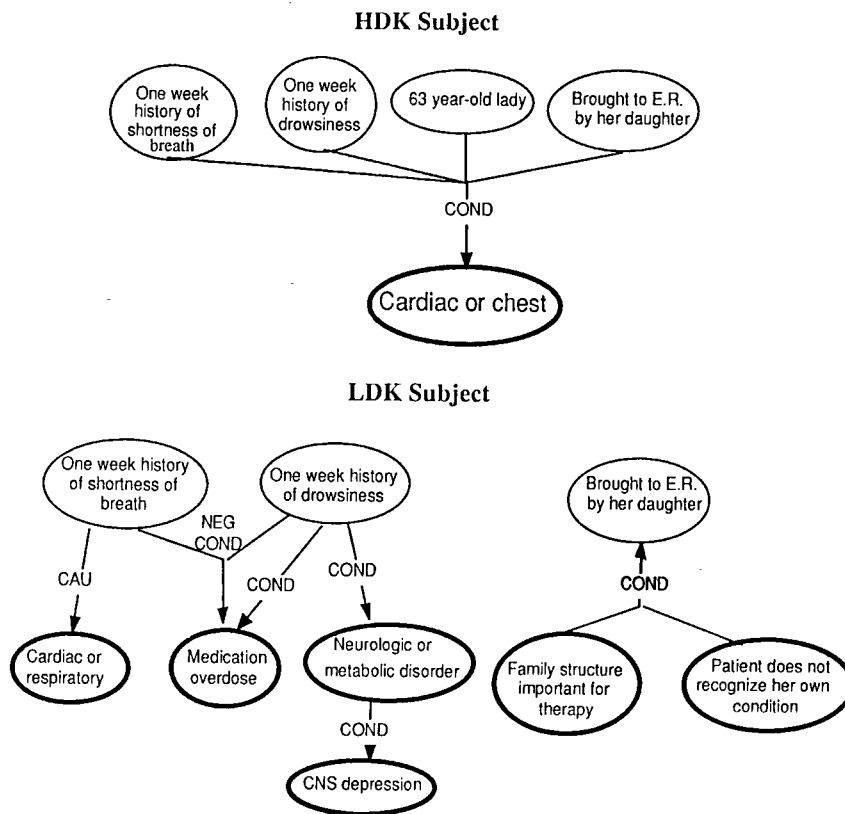 HDK Subject
One week
history of
shortness of
breath
One week
history of
drowsiness
63 year-old lady
Brought to E.R.
by her daughter
COND
Cardiac or chest
LDK Subject
One week history
of shortness of
breath
One week history
of drowsiness
Brought to E.R.
by her daughter
NEG
COND
CAU
COND
COND
COND
Cardiac or
respiratory
Medication
overdose
Neurologic or
metabolic disorder
Family structure
important for
therapy
Patient does not
recognize her own
condition
COND
CNS depression